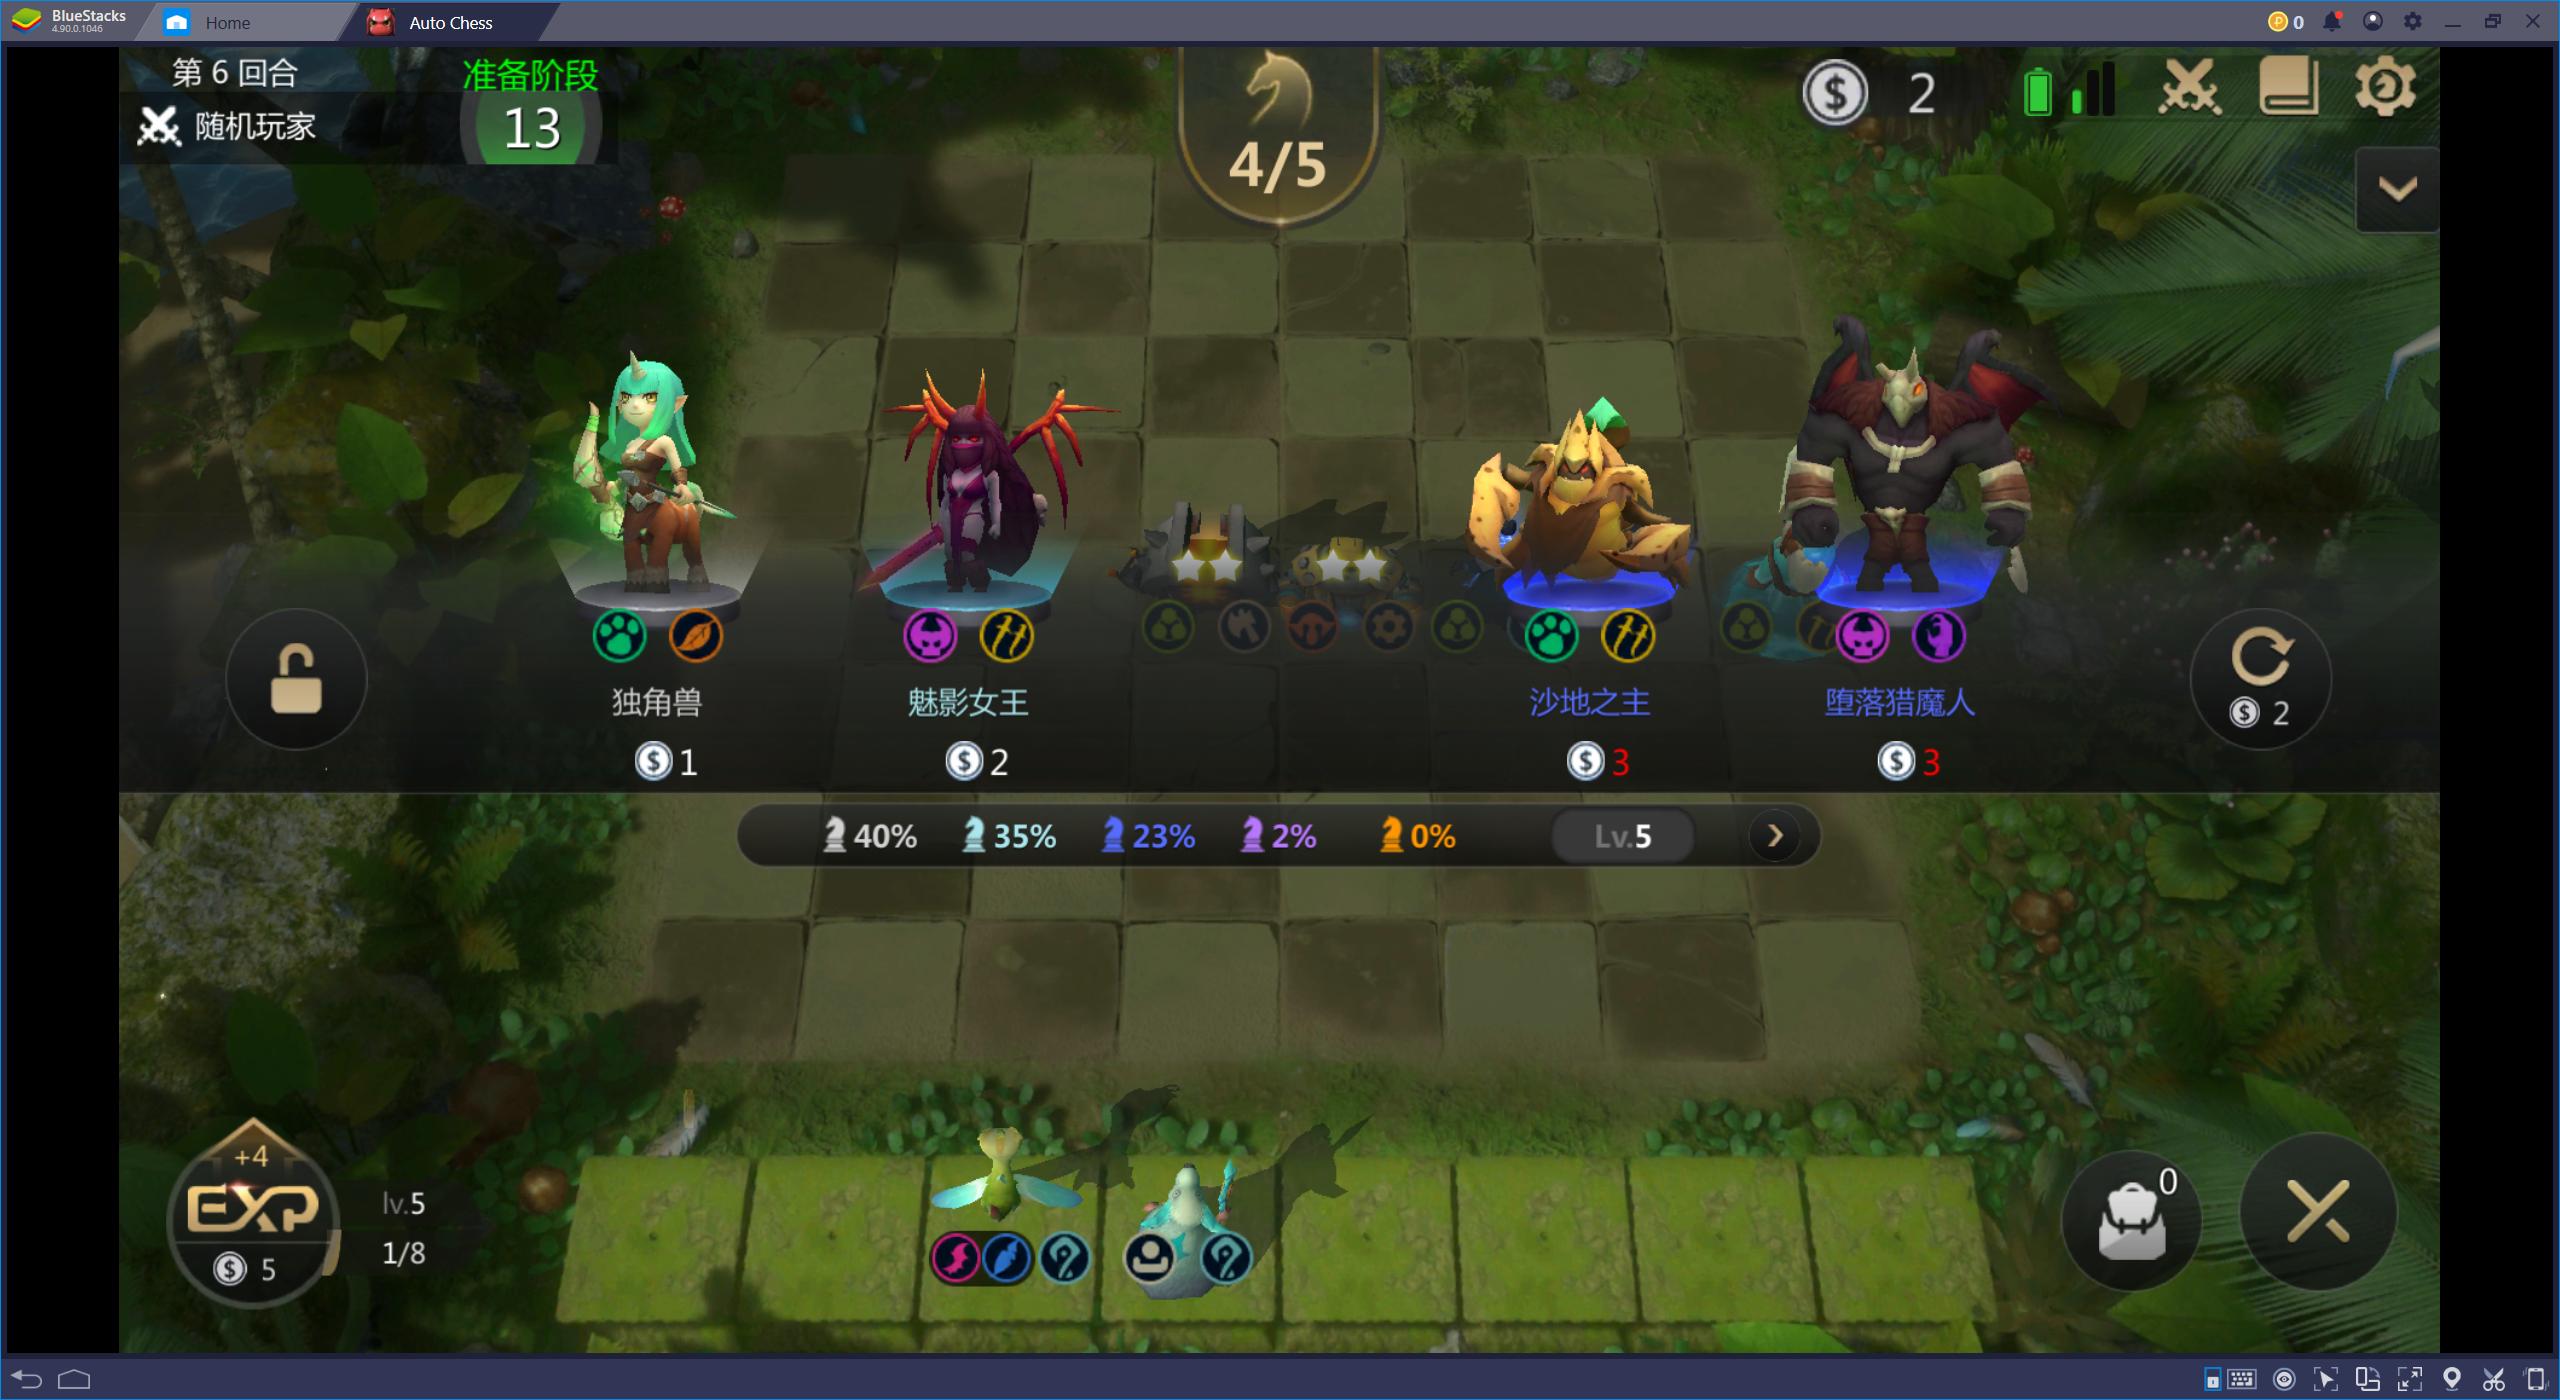 BlueStacks
4.90.0.1046
Home
Auto Chess
0
第 6 回合
准备阶段
随机玩家
13
4/5
2
独角兽
魅影女王
沙地之主
堕落猎魔人
1
2
3
3
2
40%
35%
23%
2%
0%
Lv.5
+4
EXP
5
lv.5
1/8
0